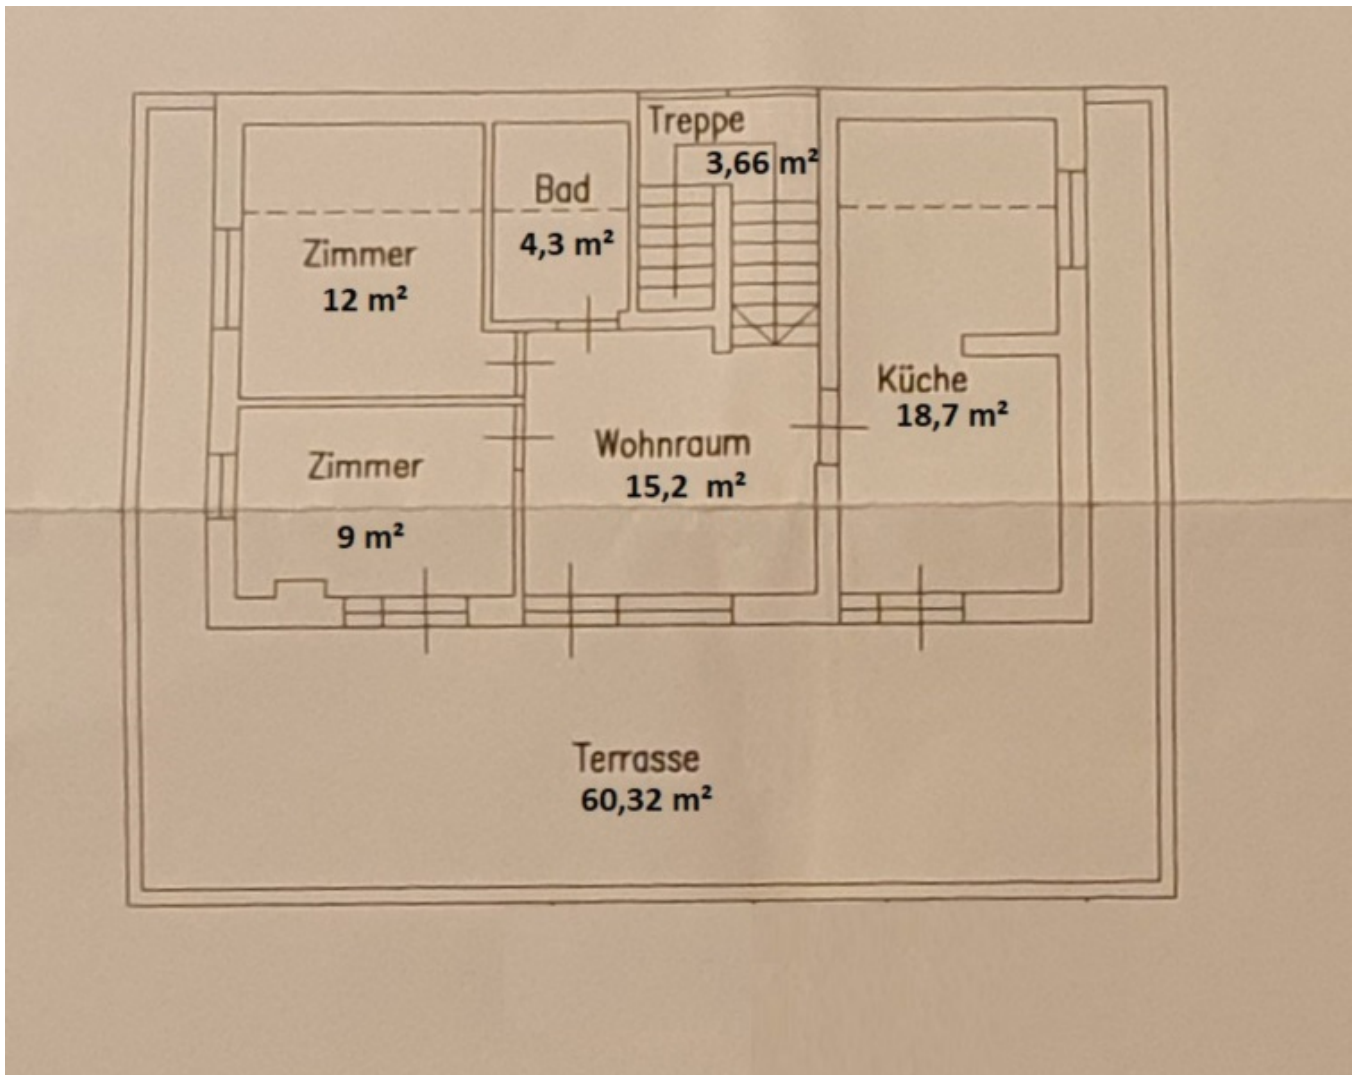 Treppe
3,66 m²
Bad
4,3 m²
Zimmer
12 m²
Küche
18,7 m²
Wohnraum
15,2 m²
Zimmer
9 m²
Terrasse
60,32 m²